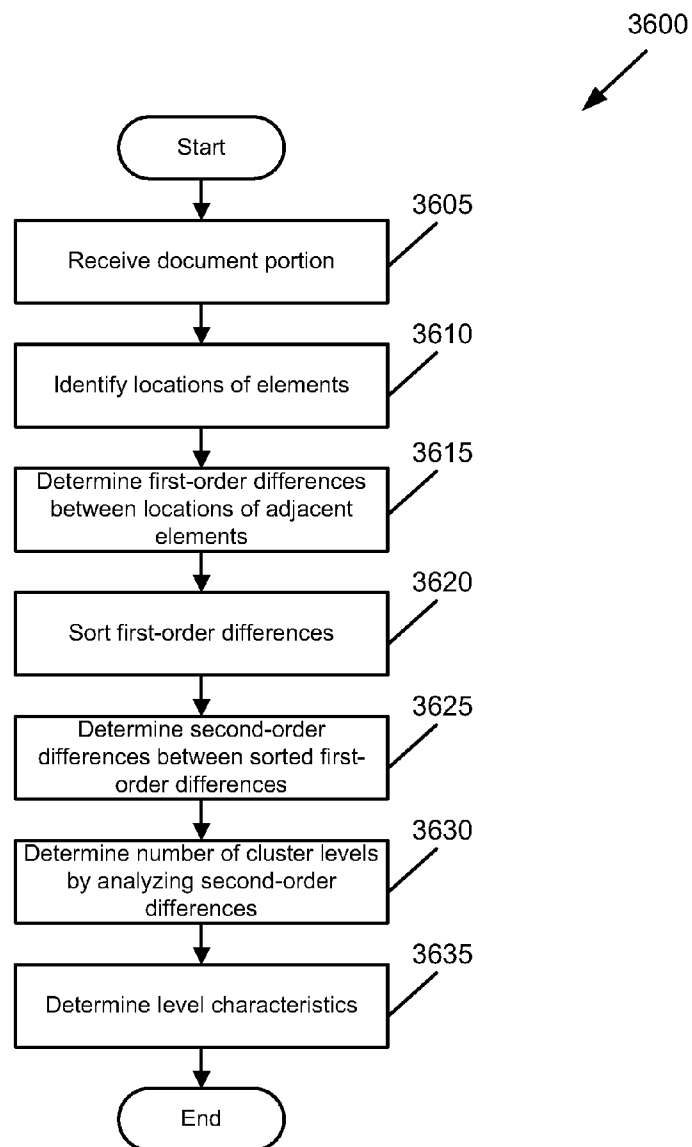 3600
Start
3605
Receive document portion
3610
Identify locations of elements
3615
Determine first-order differences
between locations of adjacent
elements
3620
Sort first-order differences
3625
Determine second-order
differences between sorted first-
order differences
3630
Determine number of cluster levels
by analyzing second-order
differences
3635
Determine level characteristics
End